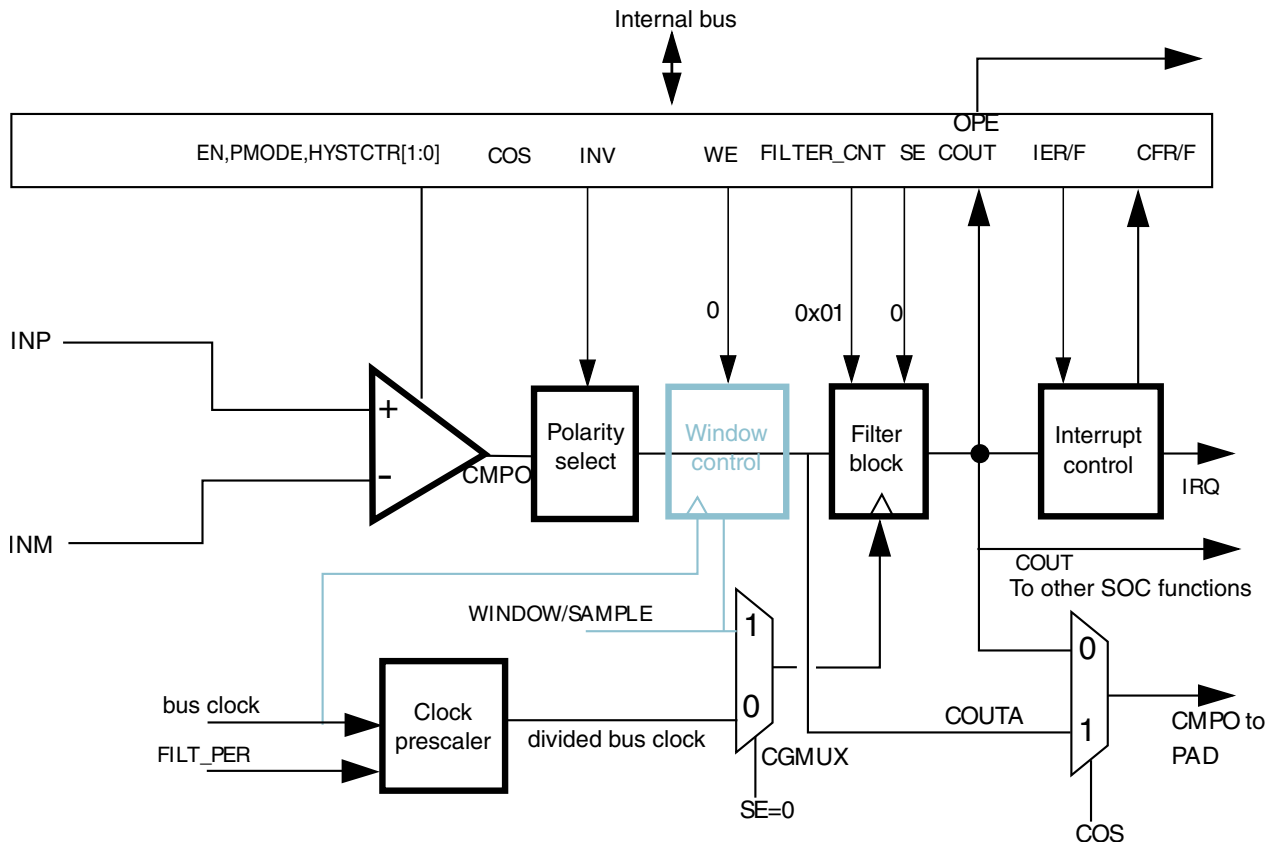 Internal bus
OPE
EN,PMODE,HYSTCTR[1:0]
COS
INV
WE
FILTER_CNT
SE
COUT
IER/F
CFR/F
0
0x01
0
INP
+
-
INM
CMPO
Polarity
select
Window
control
Filter
block
Interrupt
control
IRQ
COUT
To other SOC functions
WINDOW/SAMPLE
1
0
0
1
bus clock
FILT_PER
Clock
prescaler
divided bus clock
CGMUX
SE=0
COUTA
CMPO to
PAD
COS